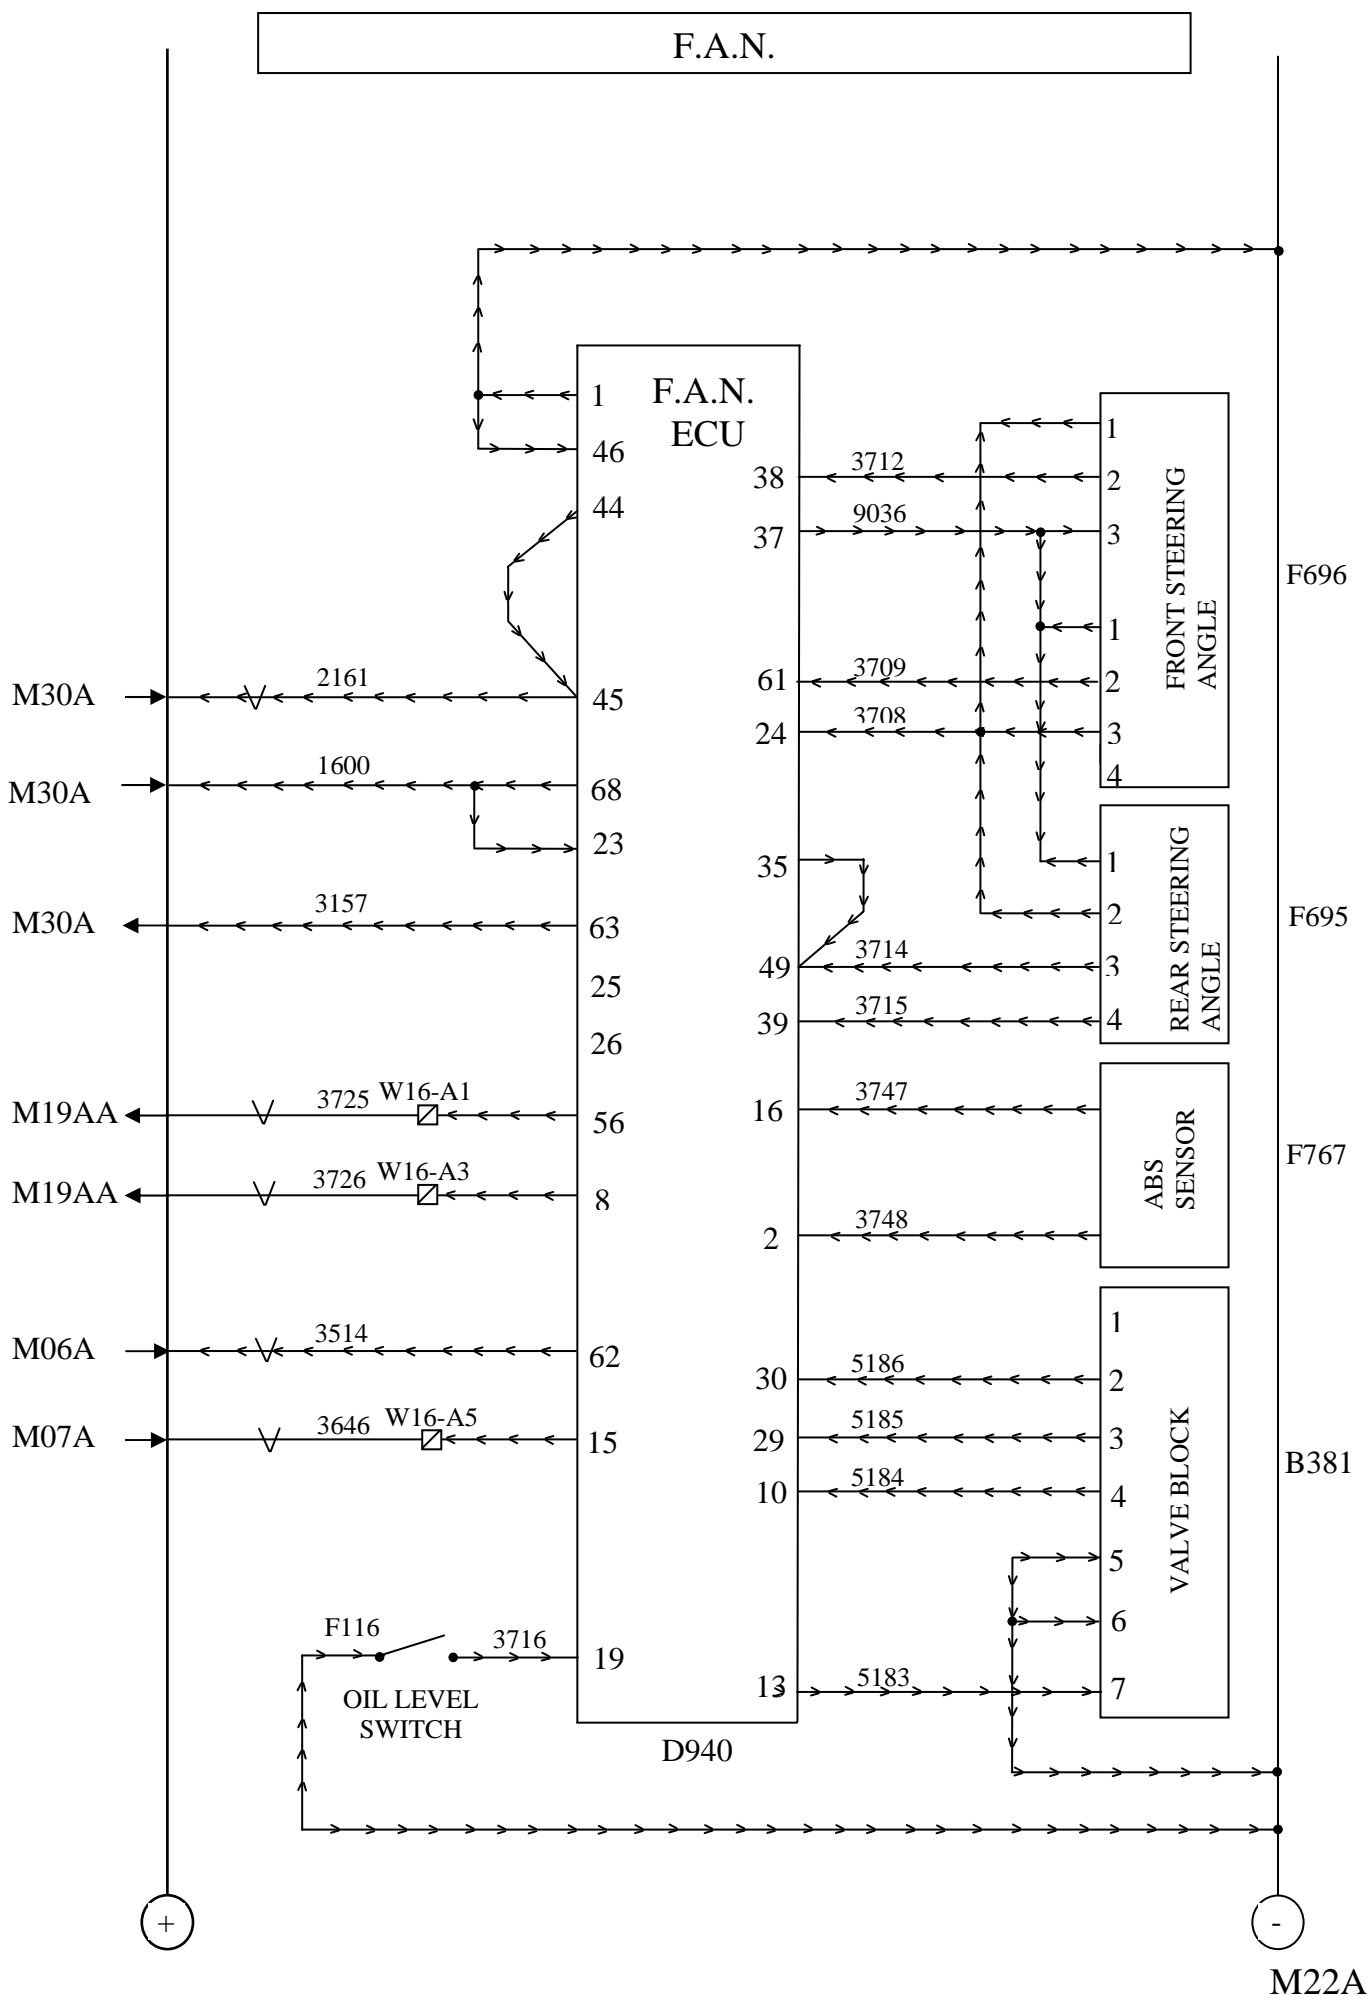 F.A.N.
F.A.N.
ECU
1
46
44
45
68
23
63
25
26
56
8
62
15
19
38
37
61
24
35
49
39
16
2
30
29
10
13
D940
M30A
2161
M30A
1600
M30A
3157
M19AA
3725
W16-A1
M19AA
3726
W16-A3
M06A
3514
M07A
3646
W16-A5
F116
3716
OIL LEVEL
SWITCH
3712
9036
3709
3708
3714
3715
3747
3748
5186
5185
5184
5183
1
2
3
1
2
3
4
FRONT STEERING
ANGLE
F696
1
2
3
4
REAR STEERING
ANGLE
F695
ABS
SENSOR
F767
1
2
3
4
5
6
7
VALVE BLOCK
B381
+
-
M22A